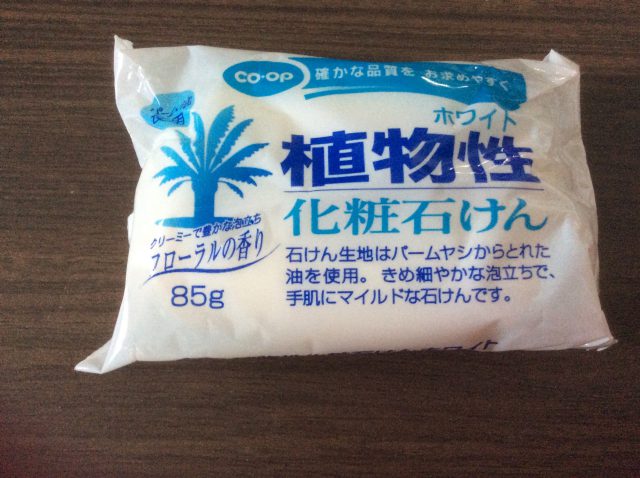 CO·OP 確かな品質を お求めやすく
ホワイト
植物性
化粧石けん
クリーミーで豊かな泡立ち
フローラルの香り
85g
石けん生地はパームヤシからとれた
油を使用。きめ細やかな泡立ちで、
手肌にマイルドな石けんです。